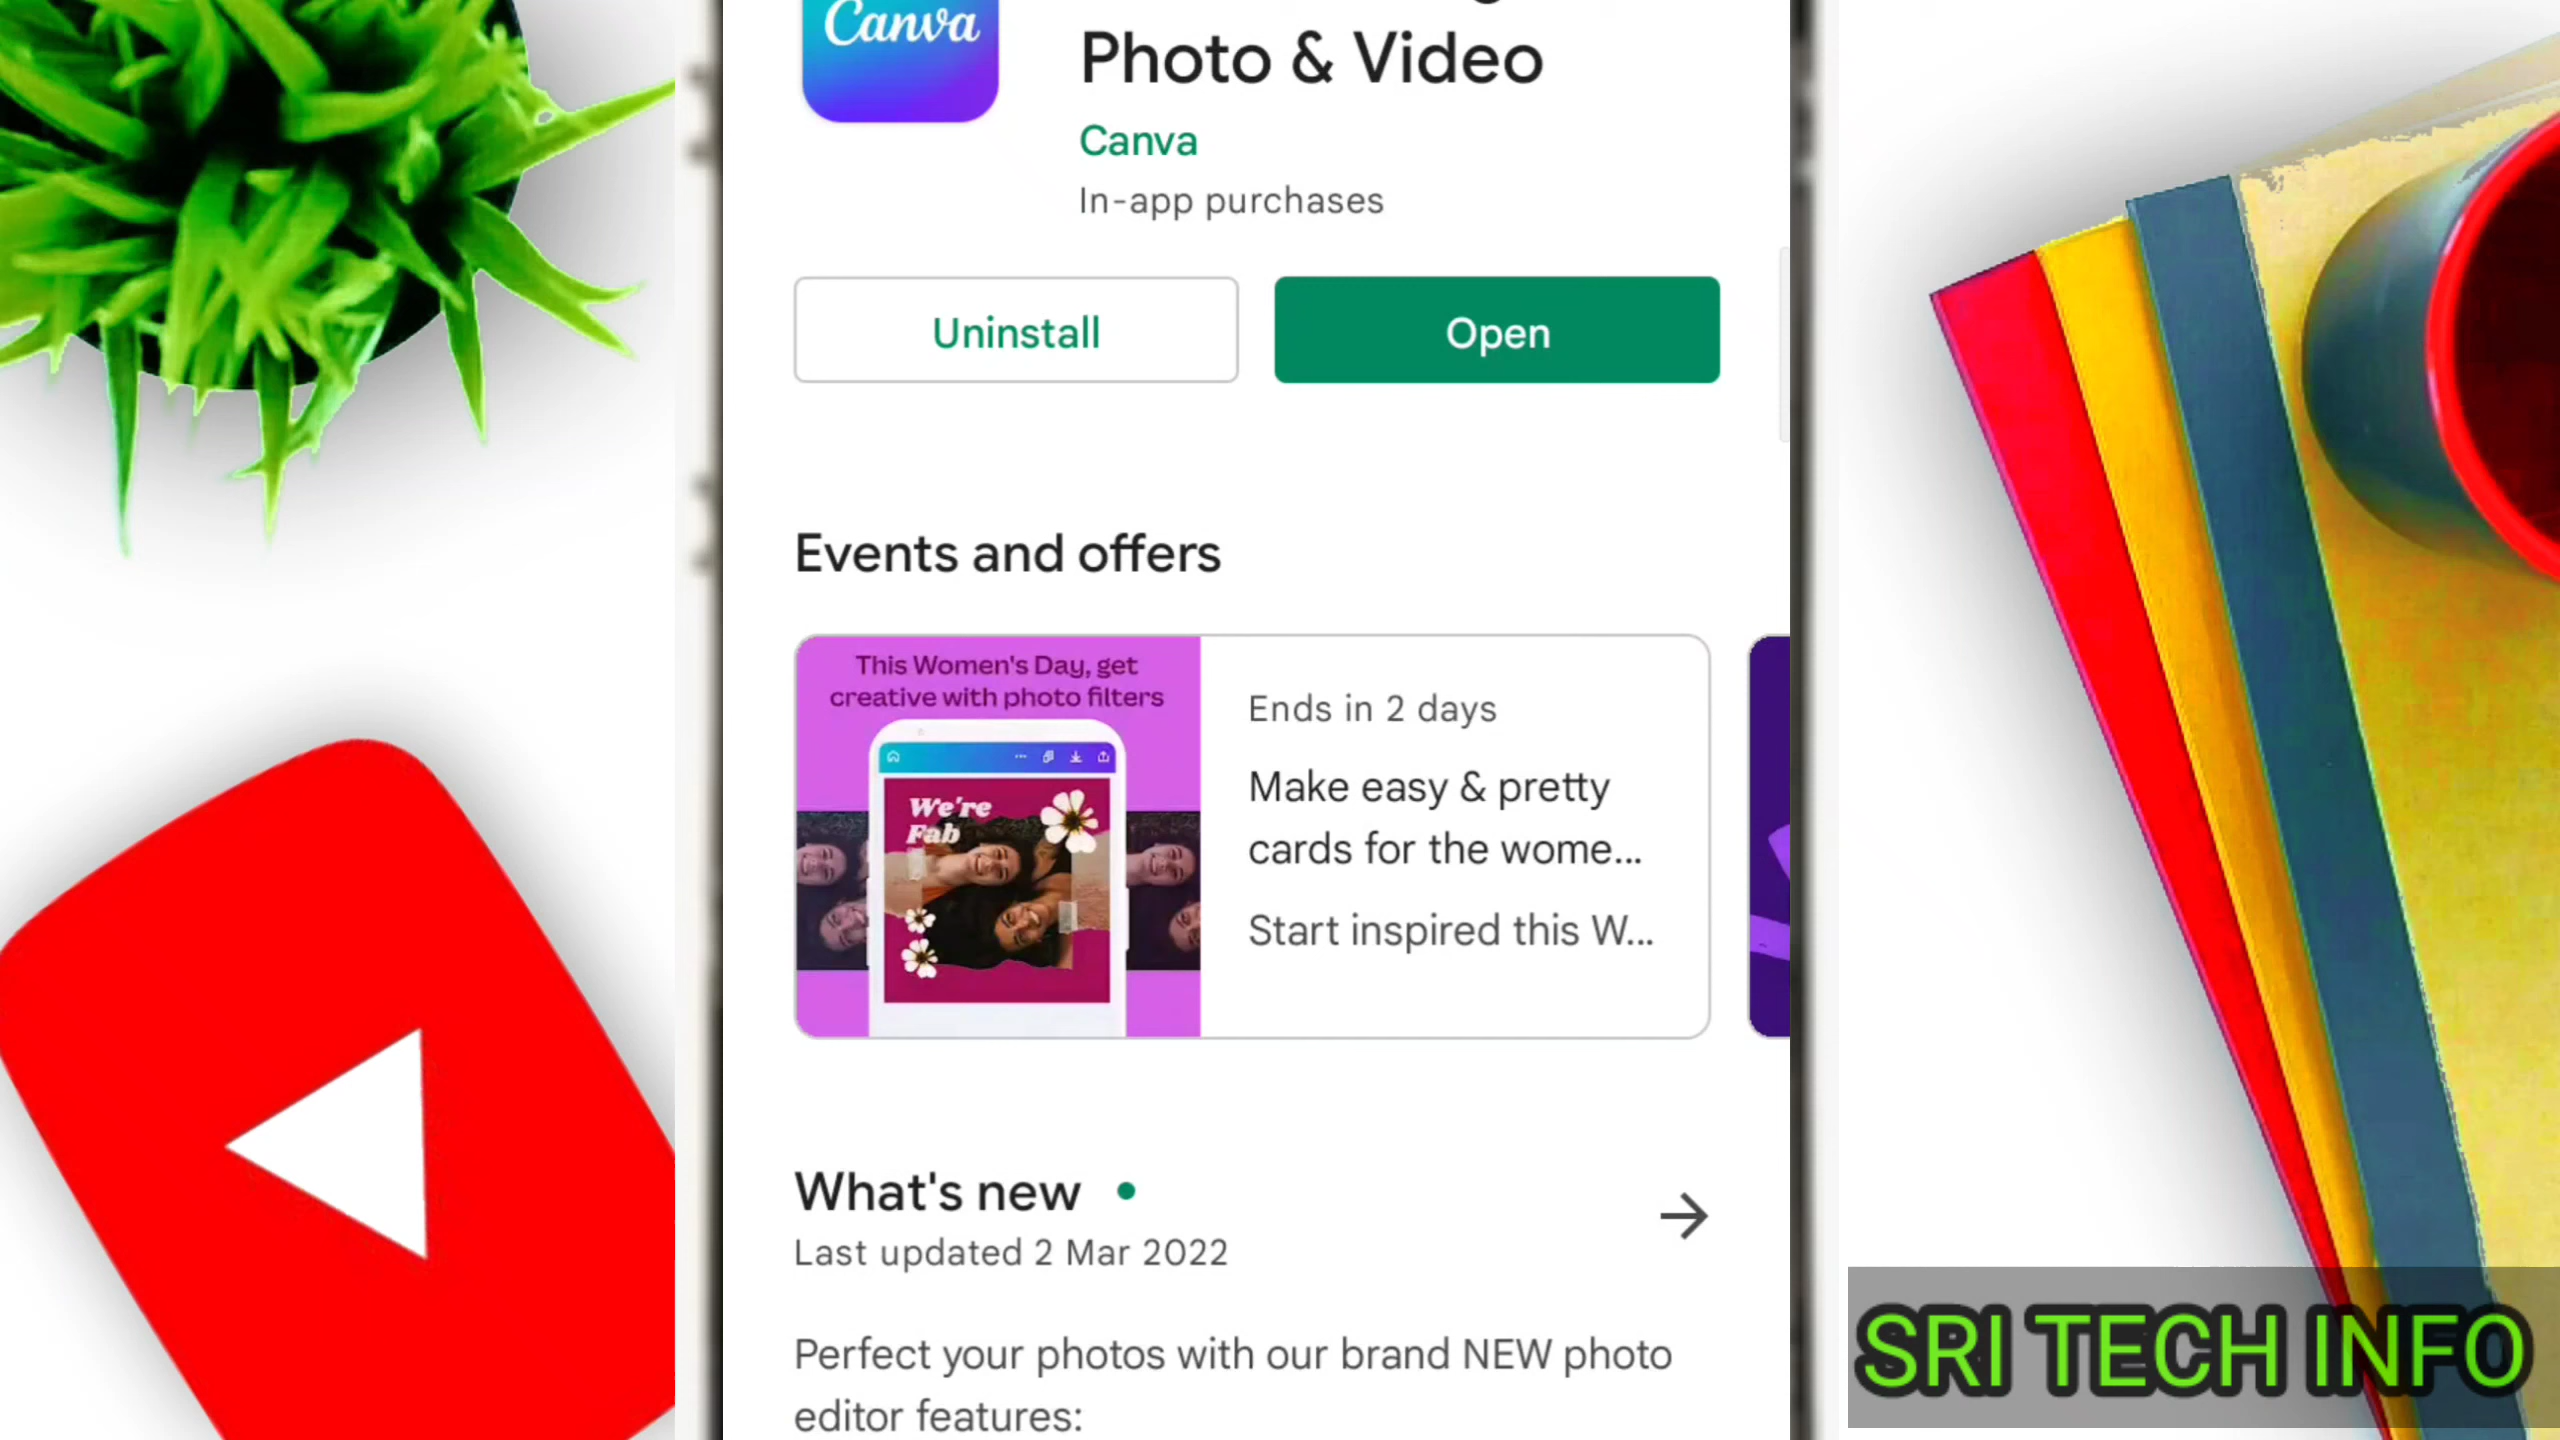 Canva
Photo & Video
Canva
In-app purchases
Uninstall
Open
Events and offers
This Women's Day, get
creative with photo filters
We're
Fab
Ends in 2 days
Make easy & pretty
cards for the wome...
Start inspired this W...
What's new
Last updated 2 Mar 2022
Perfect your photos with our brand NEW photo
editor features:
SRI TECH INFO